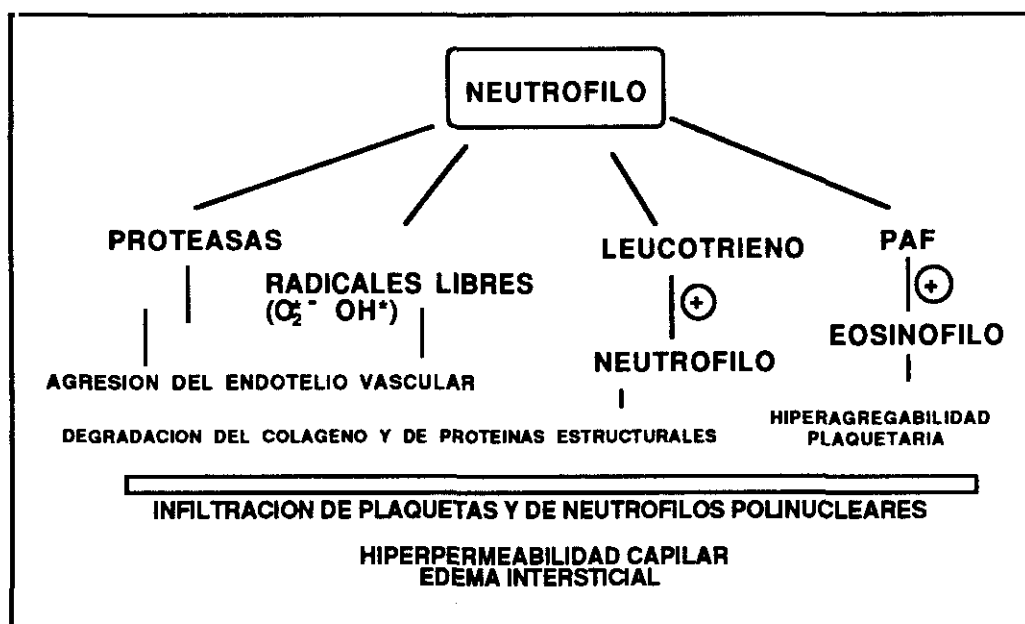 NEUTROFILO
PROTEASAS
RADICALES LIBRES
(O₂*⁻ OH*)
LEUCOTRIENO
+
NEUTROFILO
PAF
+
EOSINOFILO
AGRESION DEL ENDOTELIO VASCULAR
DEGRADACION DEL COLAGENO Y DE PROTEINAS ESTRUCTURALES
HIPERAGREGABILIDAD
PLAQUETARIA
INFILTRACION DE PLAQUETAS Y DE NEUTROFILOS POLINUCLEARES
HIPERPERMEABILIDAD CAPILAR
EDEMA INTERSTICIAL